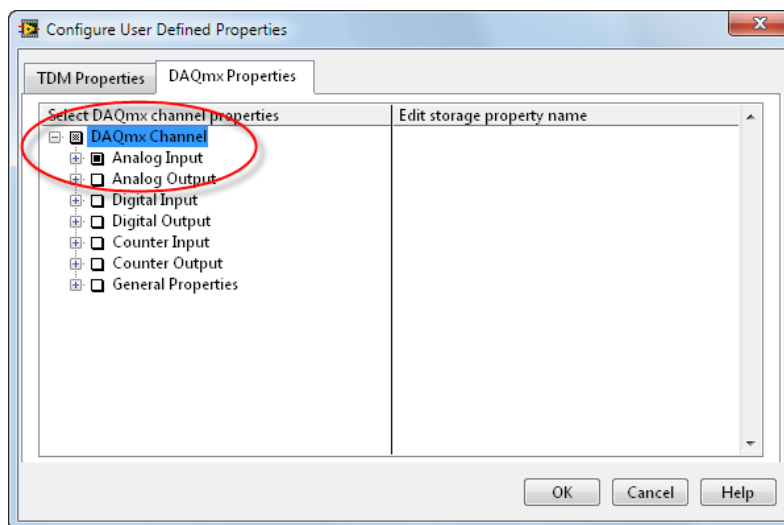 Configure User Defined Properties
TDM Properties DAQmx Properties
Select DAQmx channel properties Edit storage property name
DAQmx Channel
Analog Input
Analog Output
Digital Input
Digital Output
Counter Input
Counter Output
General Properties
OK Cancel Help